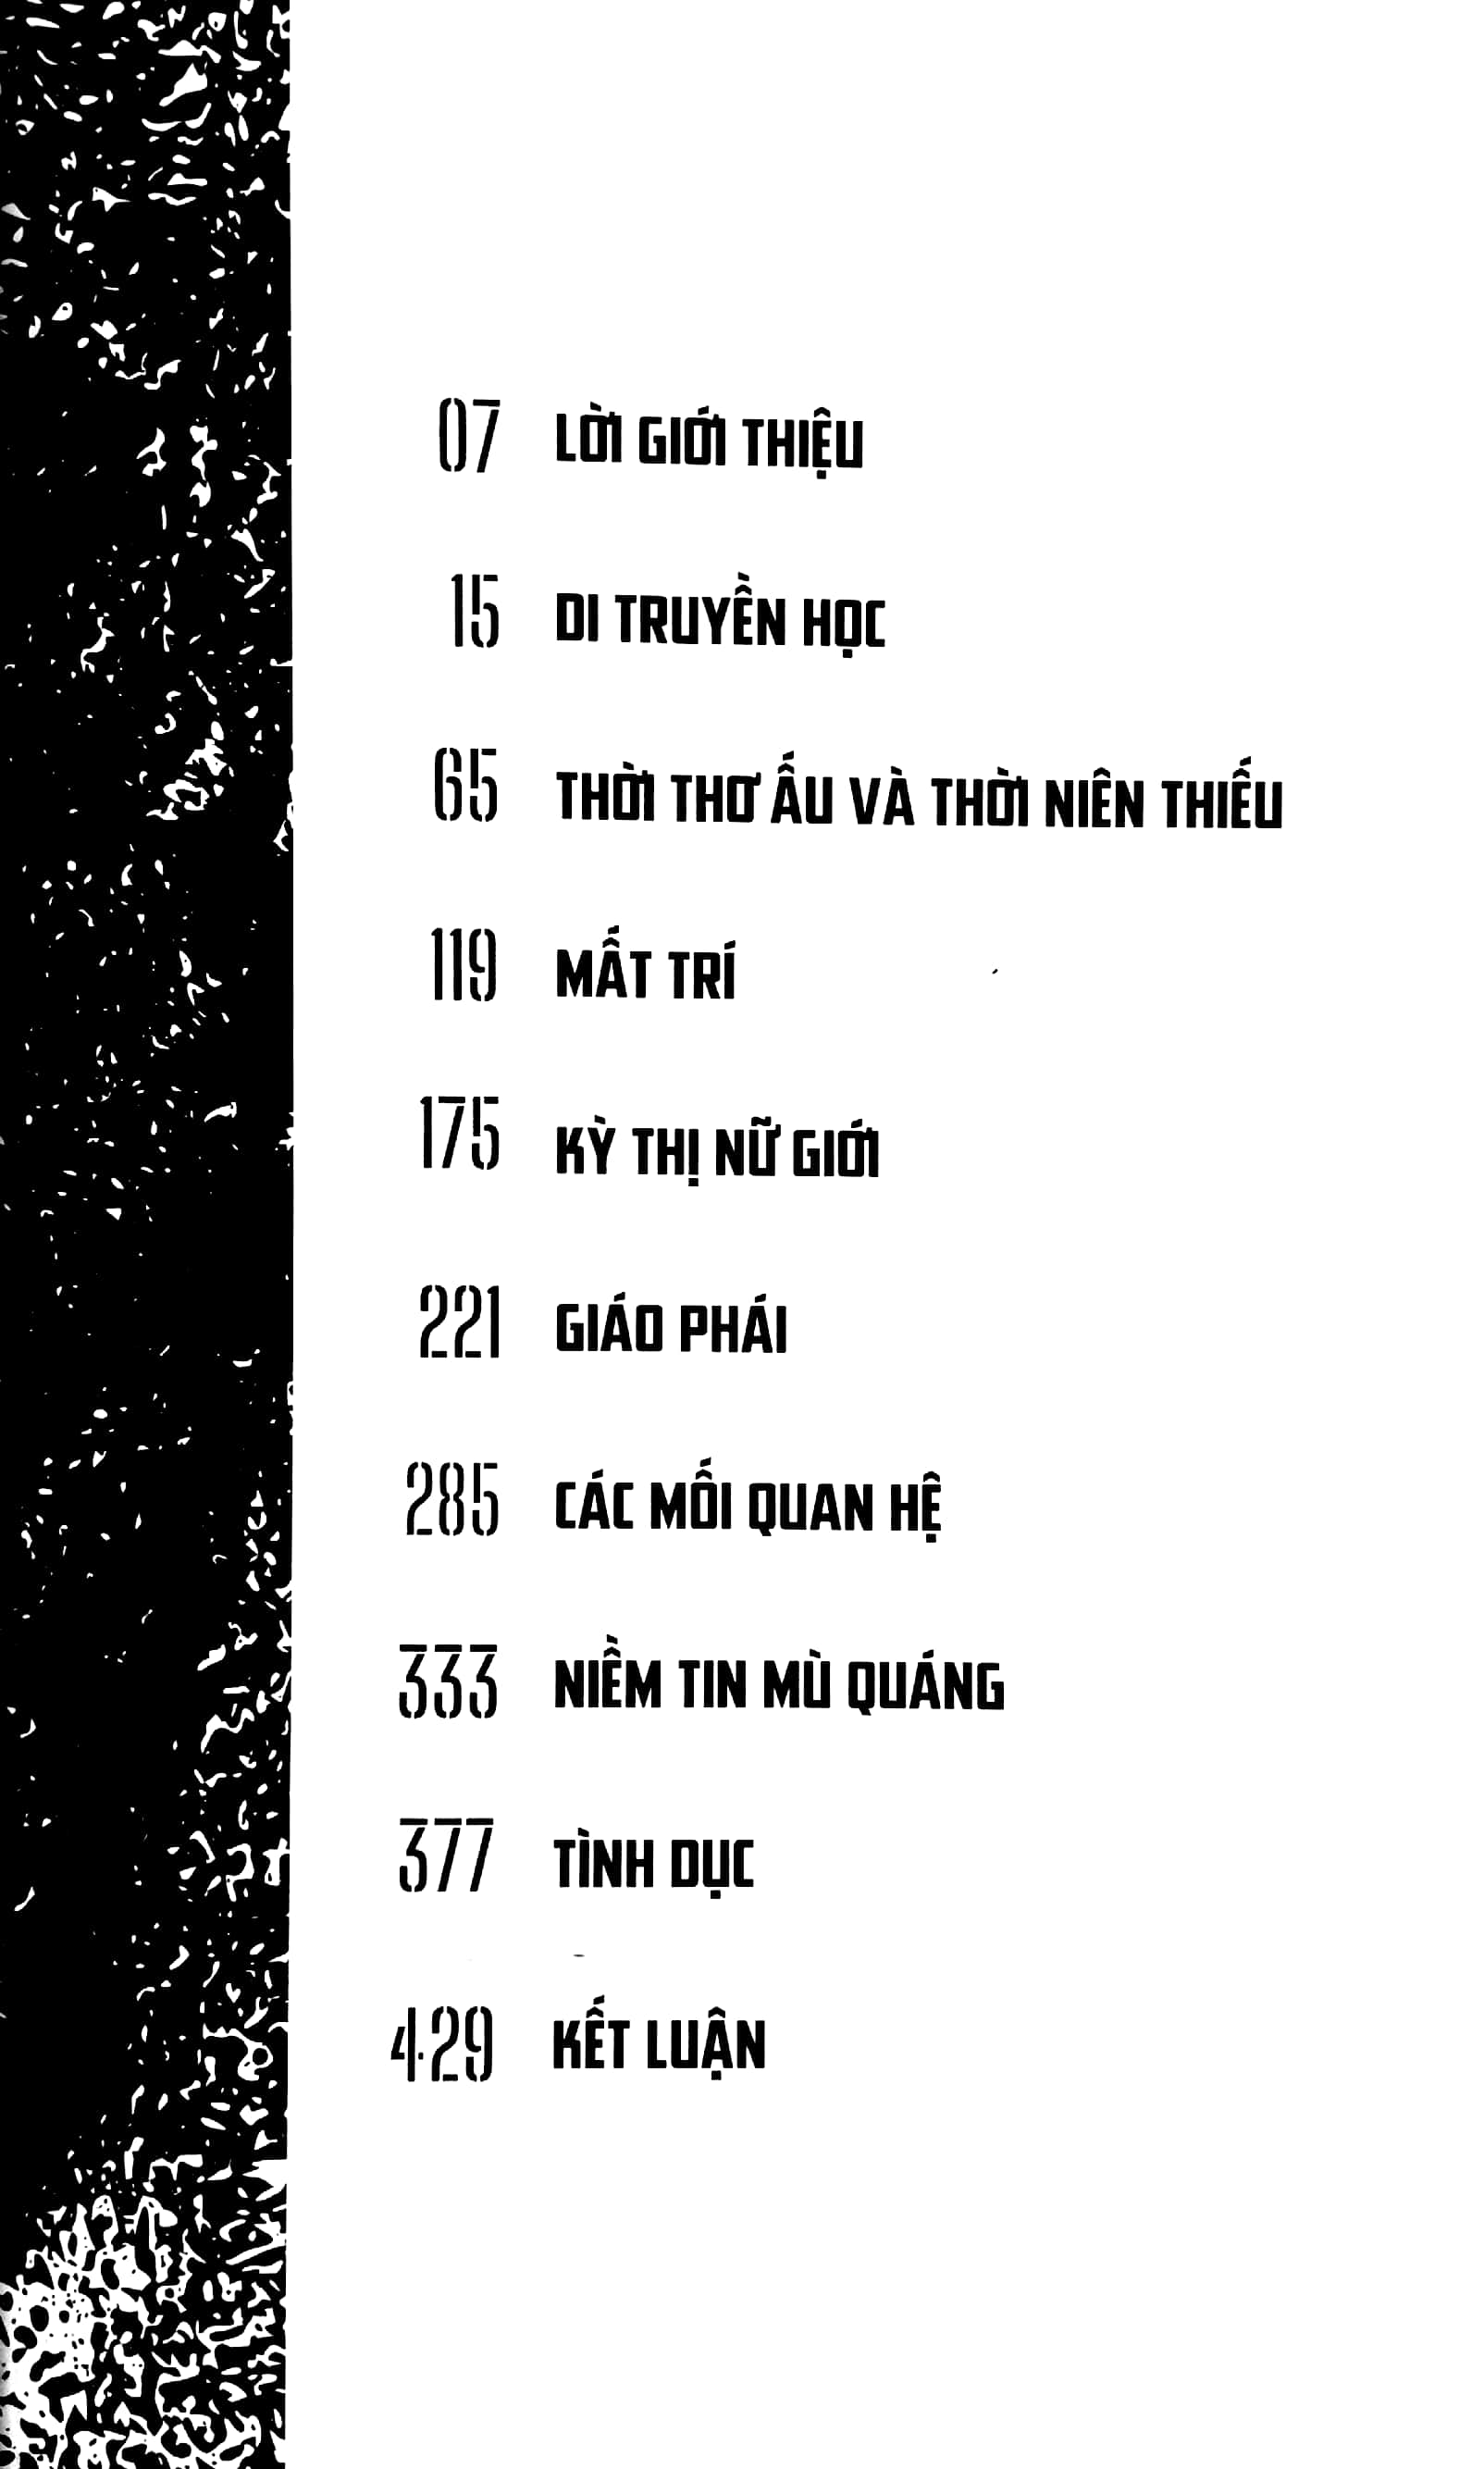 07 LỜI GIỚI THIỆU
15 DI TRUYỀN HỌC
65 THỜI THƠ ẤU VÀ THỜI NIÊN THIẾU
119 MẤT TRÍ
175 KỲ THỊ NỮ GIỚI
221 GIÁO PHÁI
285 CÁC MỐI QUAN HỆ
333 NIỀM TIN MÙ QUÁNG
377 TÌNH DỤC
429 KẾT LUẬN